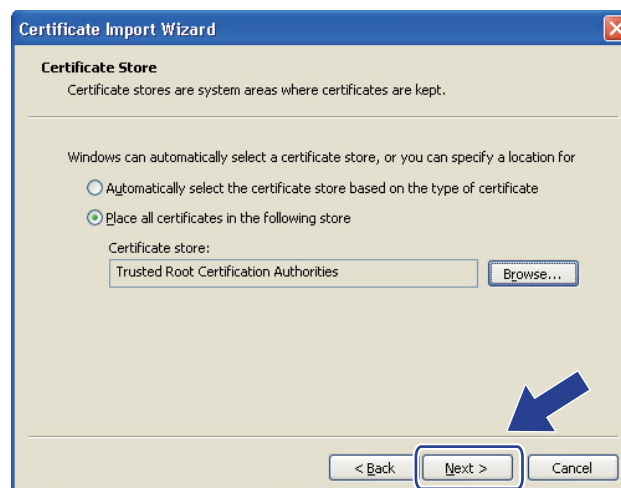 Certificate Import Wizard
Certificate Store
Certificate stores are system areas where certificates are kept.
Windows can automatically select a certificate store, or you can specify a location for
Automatically select the certificate store based on the type of certificate
Place all certificates in the following store
Certificate store:
Trusted Root Certification Authorities
Browse...
< Back
Next >
Cancel